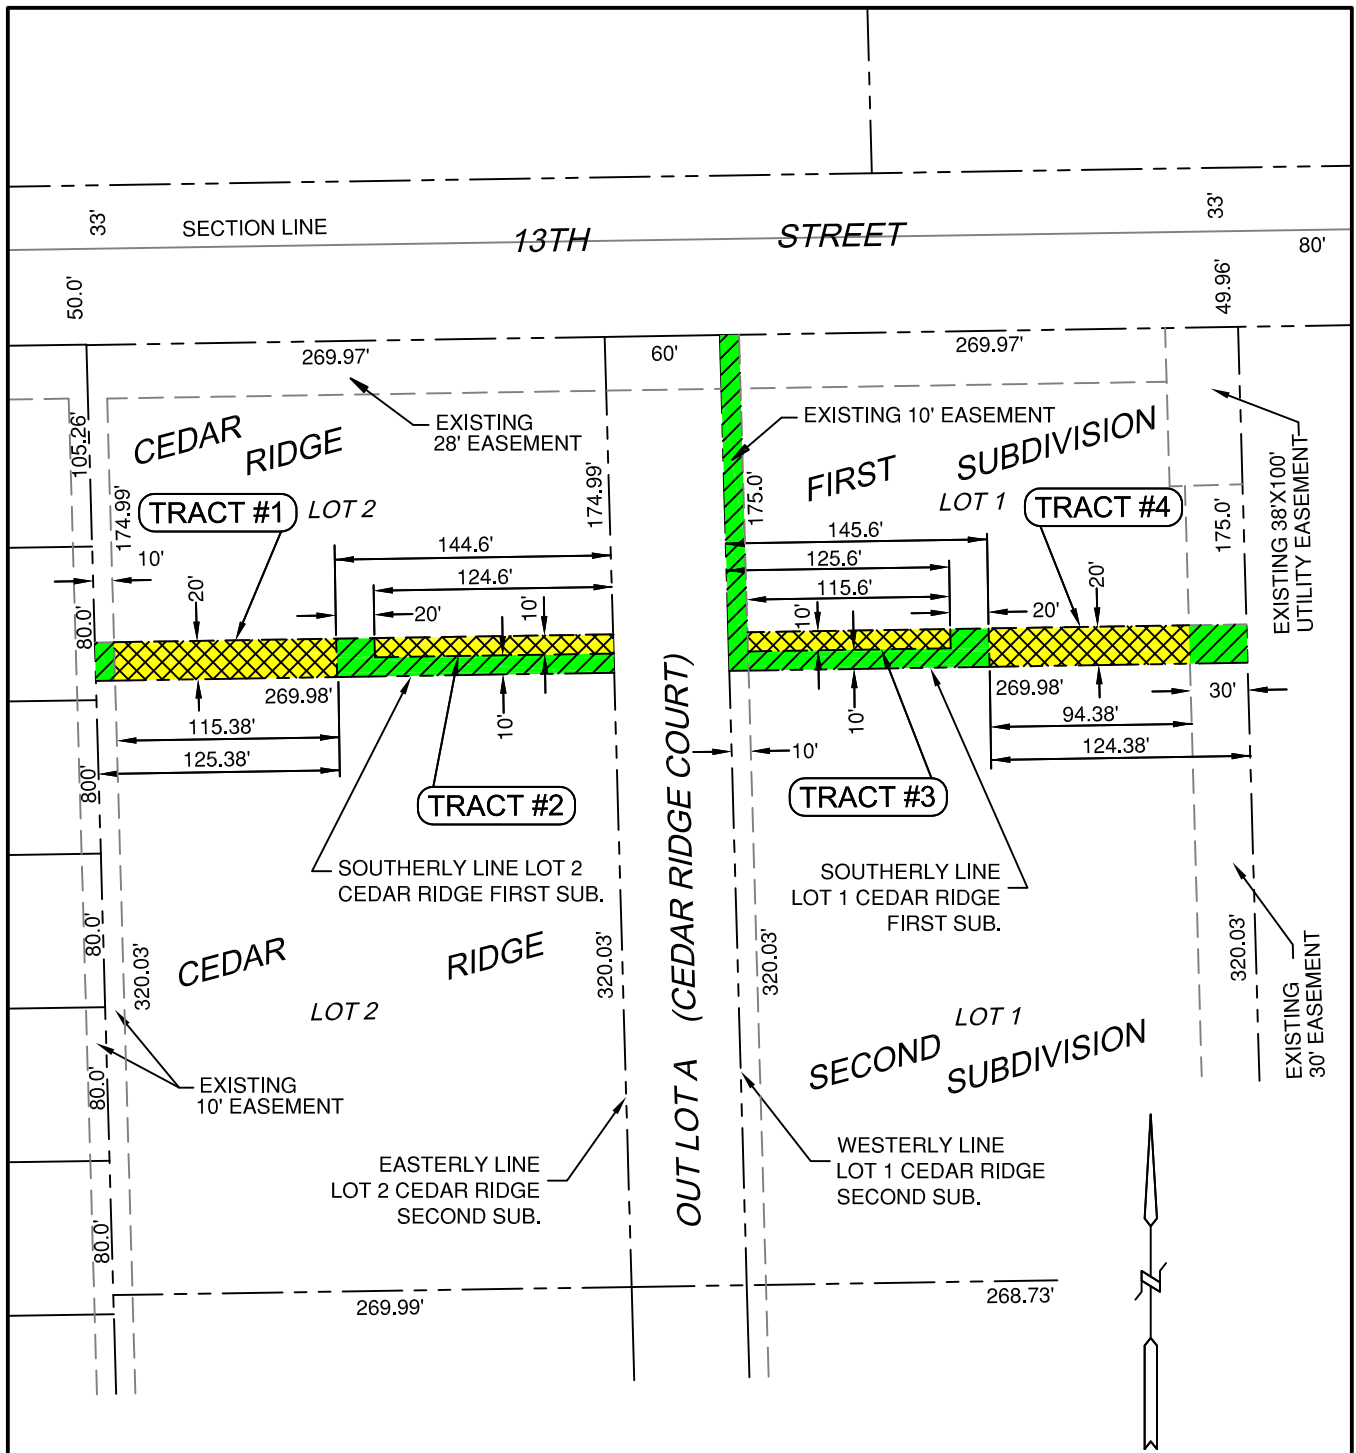 33'
SECTION LINE
13TH STREET
33'
80'
50.0'
49.96'
269.97'
60'
269.97'
EXISTING
28' EASEMENT
EXISTING 10' EASEMENT
105.26'
CEDAR
RIDGE
FIRST
SUBDIVISION
174.99'
TRACT #1
LOT 2
174.99'
175.0'
LOT 1
TRACT #4
175.0'
EXISTING 38'X100'
UTILITY EASEMENT
10'
20'
144.6'
124.6'
20'
10'
145.6'
125.6'
115.6'
10'
20'
20'
80.0'
269.98'
115.38'
125.38'
10'
10'
10'
269.98'
30'
94.38'
124.38'
800'
TRACT #2
TRACT #3
SOUTHERLY LINE LOT 2
CEDAR RIDGE FIRST SUB.
SOUTHERLY LINE
LOT 1 CEDAR RIDGE
FIRST SUB.
OUT LOT A (CEDAR RIDGE COURT)
80.0'
320.03'
CEDAR
RIDGE
LOT 2
320.03'
320.03'
LOT 1
SECOND
SUBDIVISION
320.03'
EXISTING
30' EASEMENT
80.0'
EXISTING
10' EASEMENT
EASTERLY LINE
LOT 2 CEDAR RIDGE
SECOND SUB.
WESTERLY LINE
LOT 1 CEDAR RIDGE
SECOND SUB.
80.0'
269.99'
268.73'